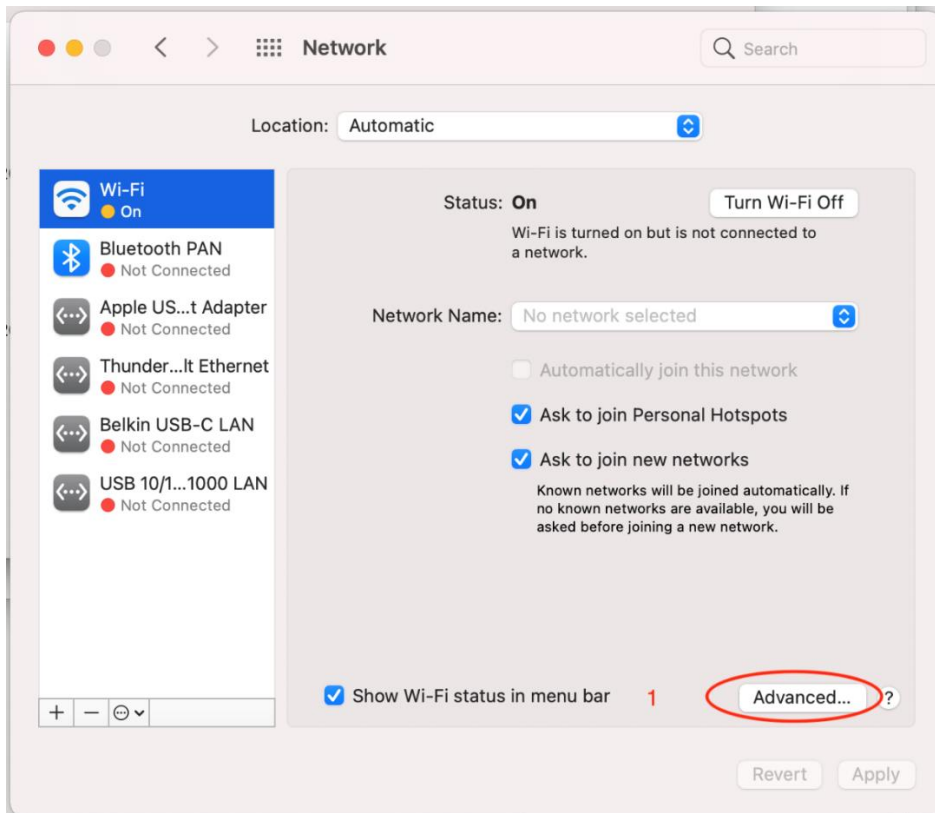 Network
Search
Location: Automatic
Wi-Fi
On
Bluetooth PAN
Not Connected
Apple US...t Adapter
Not Connected
Thunder...lt Ethernet
Not Connected
Belkin USB-C LAN
Not Connected
USB 10/1...1000 LAN
Not Connected
Status: On
Turn Wi-Fi Off
Wi-Fi is turned on but is not connected to
a network.
Network Name: No network selected
Automatically join this network
Ask to join Personal Hotspots
Ask to join new networks
Known networks will be joined automatically. If
no known networks are available, you will be
asked before joining a new network.
Show Wi-Fi status in menu bar 1 Advanced... ?
Revert Apply